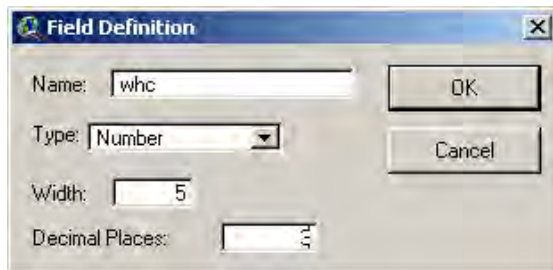 Field Definition
Name: whc
OK
Type: Number
Cancel
Width: 5
Decimal Places: